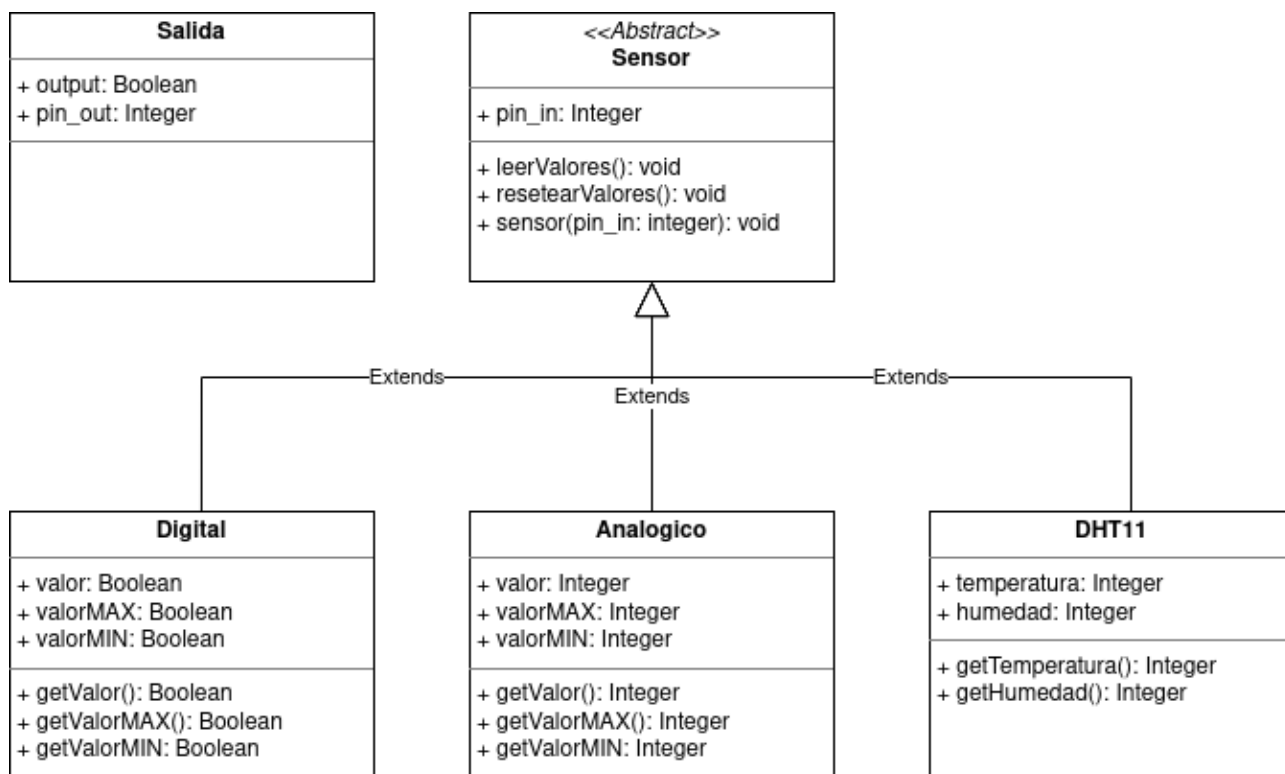 Salida
+ output: Boolean
+ pin_out: Integer
<<Abstract>>
Sensor
+ pin_in: Integer
+ leerValores(): void
+ resetearValores(): void
+ sensor(pin_in: integer): void
Extends
Extends
Extends
Digital
+ valor: Boolean
+ valorMAX: Boolean
+ valorMIN: Boolean
+ getValor(): Boolean
+ getValorMAX(): Boolean
+ getValorMIN: Boolean
Analogico
+ valor: Integer
+ valorMAX: Integer
+ valorMIN: Integer
+ getValor(): Integer
+ getValorMAX(): Integer
+ getValorMIN: Integer
DHT11
+ temperatura: Integer
+ humedad: Integer
+ getTemperatura(): Integer
+ getHumedad(): Integer